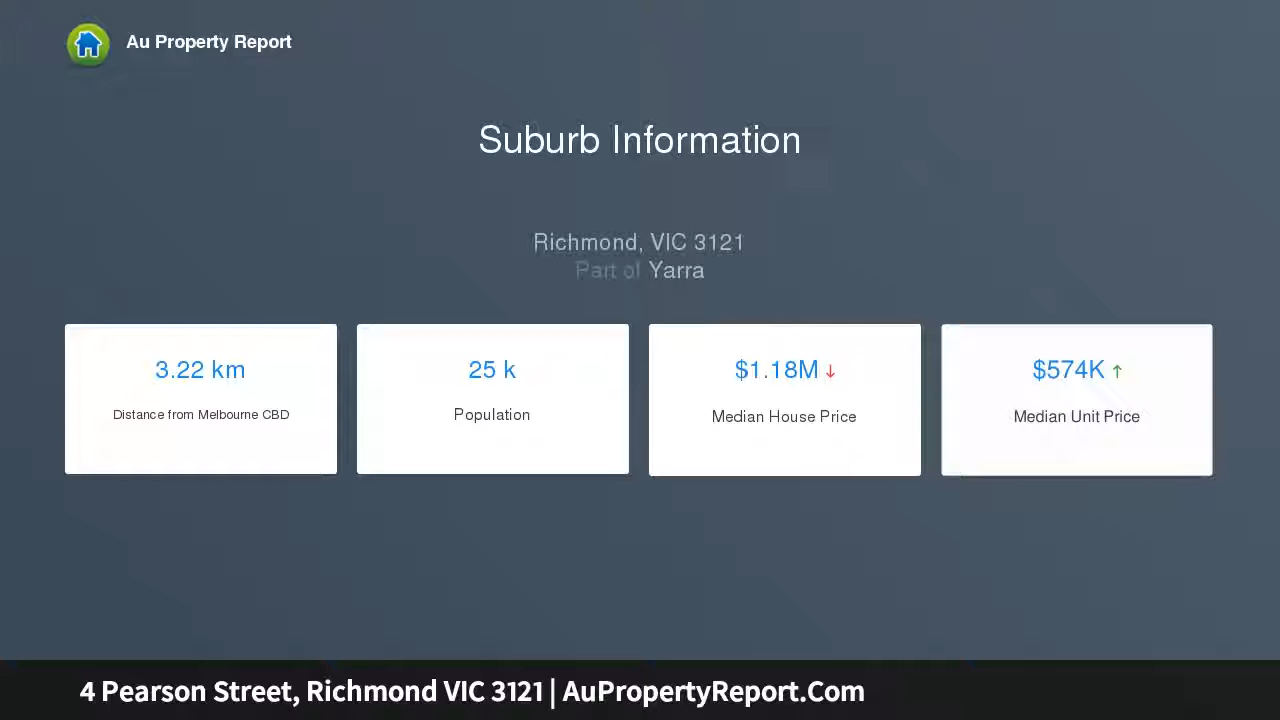 Au Property Report
Suburb Information
Richmond, VIC 3121
Part of Yarra
3.22 km
Distance from Melbourne CBD
25 k
Population
$1.18M ↓
Median House Price
$574K ↑
Median Unit Price
4 Pearson Street, Richmond VIC 3121 | AuPropertyReport.Com